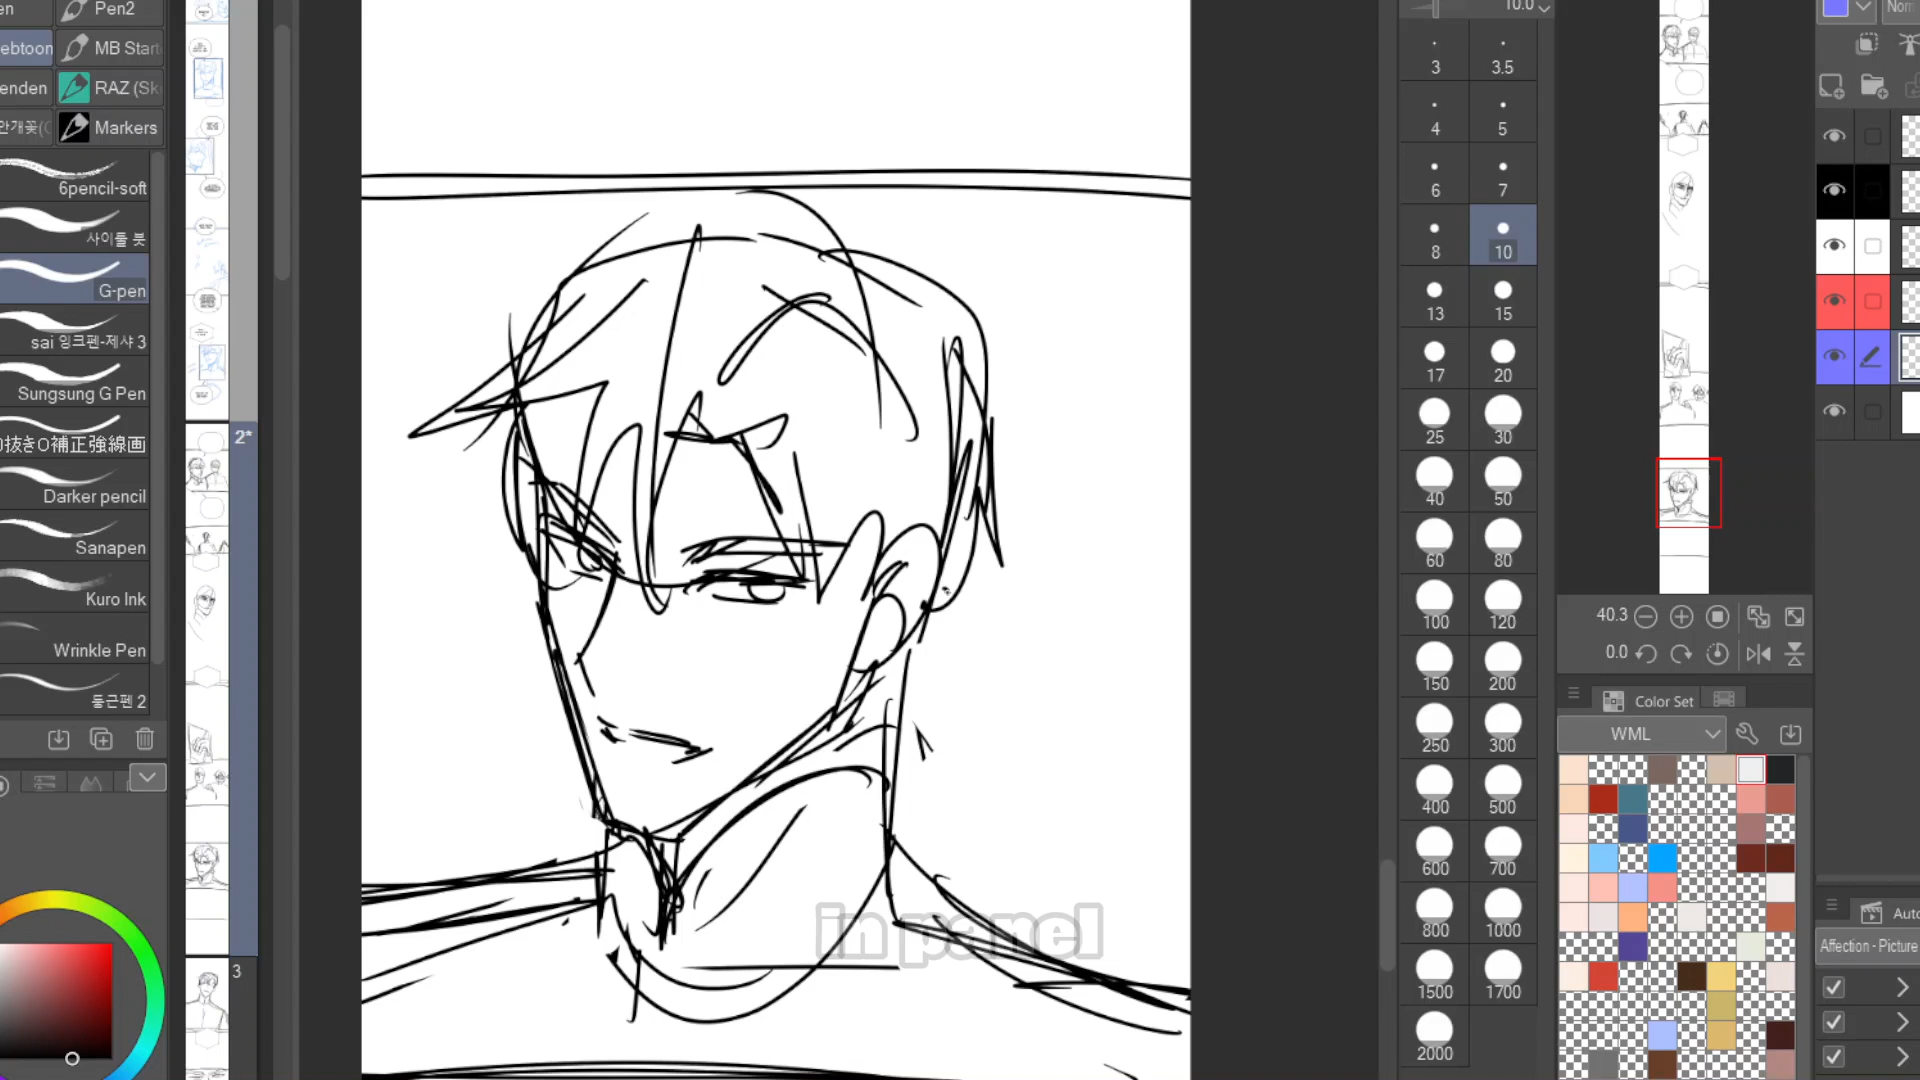 en
Pen2
ebtoon
MB Start
enden
RAZ (Sk
안개꽃(
Markers
6pencil-soft
사이툴 붓
G-pen
sai 잉크펜-제샤 3
Sungsung G Pen
抜き補正強線画
Darker pencil
Sanapen
Kuro Ink
Wrinkle Pen
둥근펜 2
2*
3
in panel
10.0
3 3.5
4 5
6 7
8 10
13 15
17 20
25 30
40 50
60 80
100 120
150 200
250 300
400 500
600 700
800 1000
1500 1700
2000
40.3
0.0
Color Set
WML
Norn
Auto
Affection - Picture